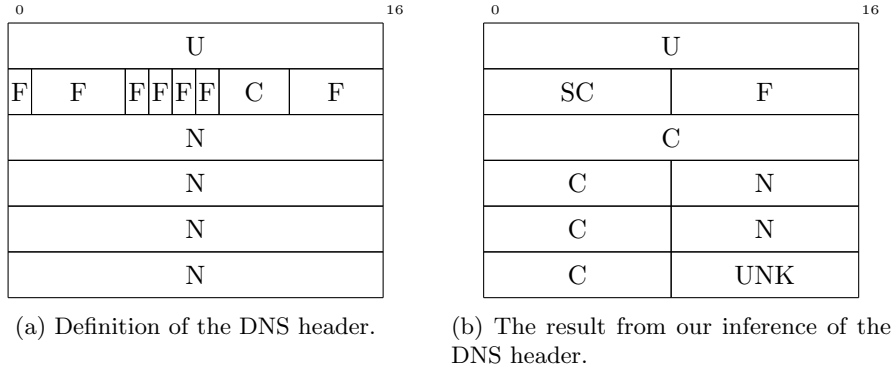 0 16
U
F F F F F F C F
N
N
N
N
(a) Definition of the DNS header.
0 16
U
SC F
C
C N
C N
C UNK
(b) The result from our inference of the
DNS header.